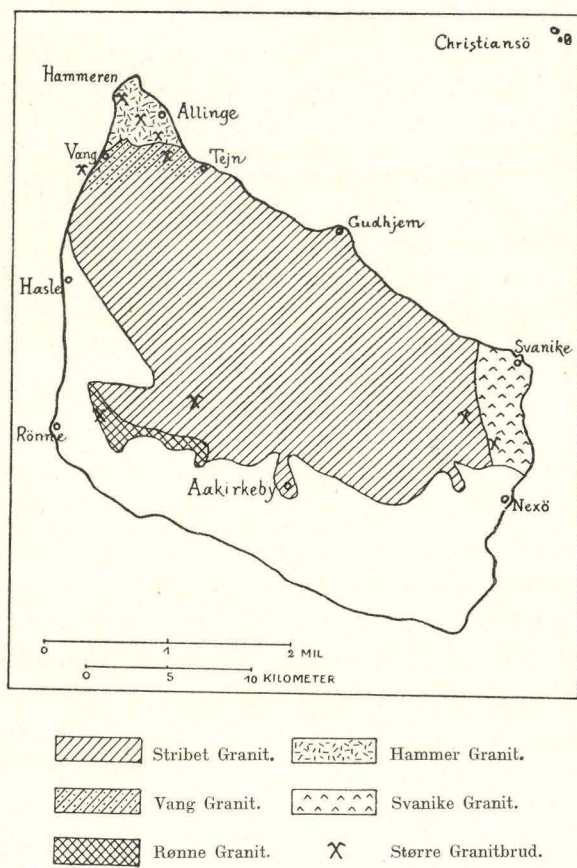 Christiansö
Hammeren
Allinge
Vang
Tejn
Gudhjem
Hasle
Svanike
Rönne
Aakirkeby
Nexö
0 1 2 MIL
0 5 10 KILOMETER
Stribet Granit. Hammer Granit.
Vang Granit. Svanike Granit.
Rønne Granit. Større Granitbrud.